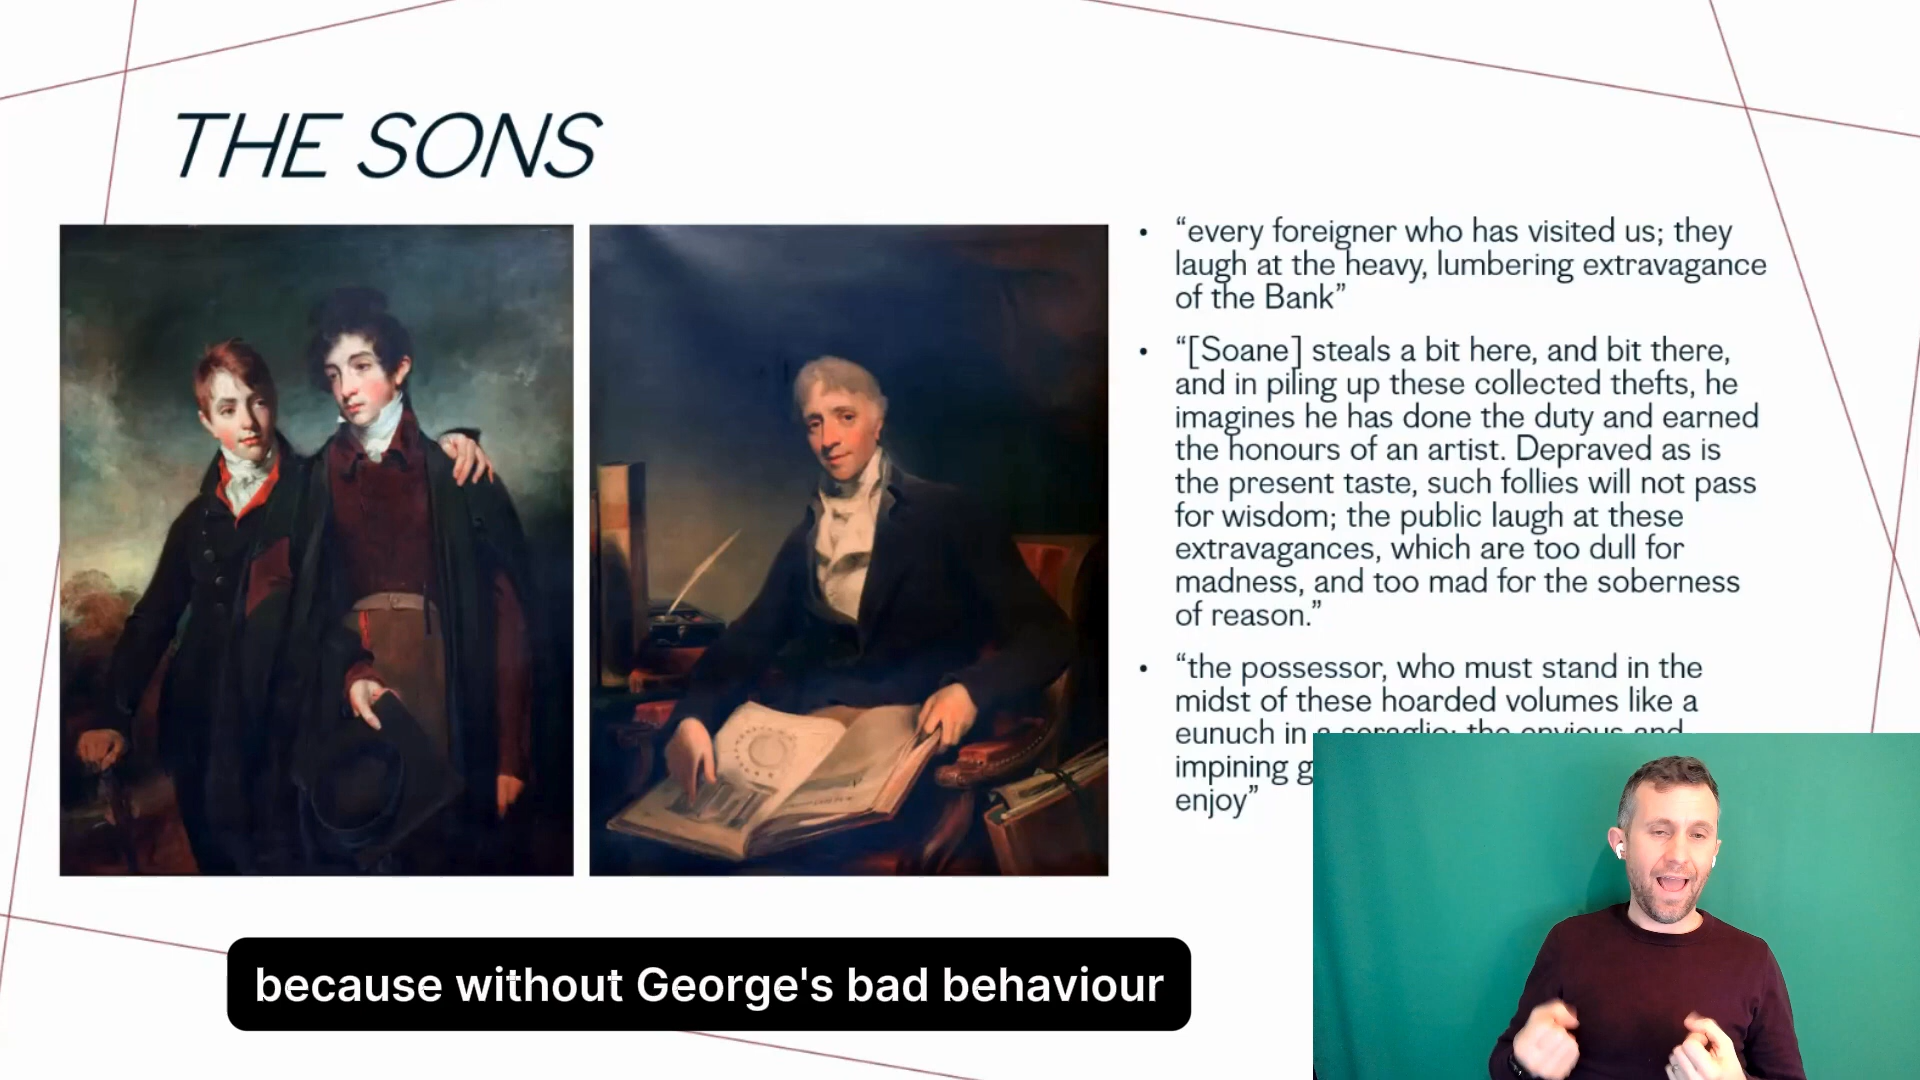 THE SONS
• “every foreigner who has visited us; they
laugh at the heavy, lumbering extravagance
of the Bank”
• “[Soane] steals a bit here, and bit there,
and in piling up these collected thefts, he
imagines he has done the duty and earned
the honours of an artist. Depraved as is
the present taste, such follies will not pass
for wisdom; the public laugh at these
extravagances, which are too dull for
madness, and too mad for the soberness
of reason.”
• “the possessor, who must stand in the
midst of these hoarded volumes like a
eunuch in a seraglio; the envious and
impining
enjoy”
because without George's bad behaviour